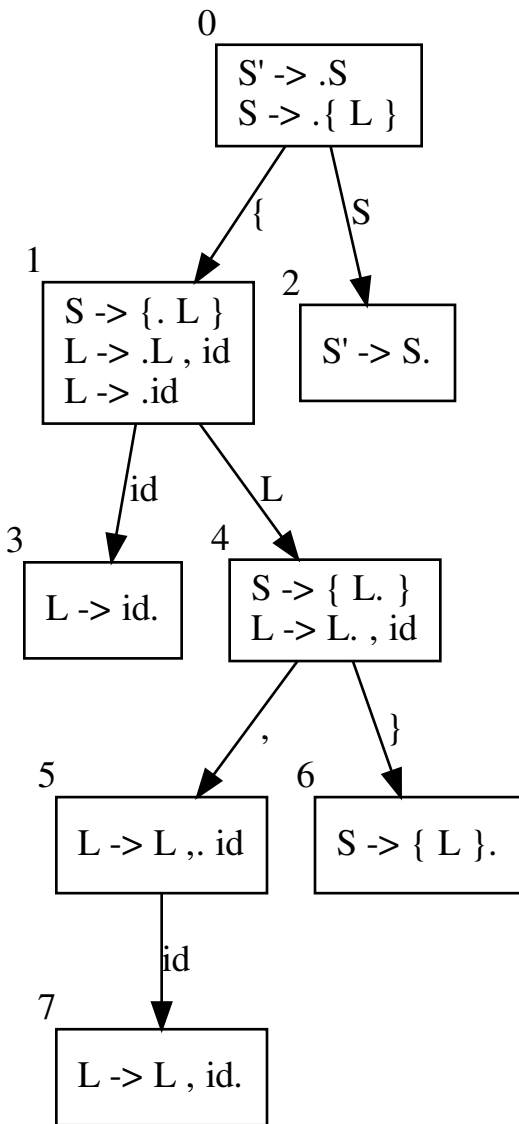 0
S' -> .S
S -> .{ L }
{
S
1
2
S -> {. L }
L -> .L , id
L -> .id
S' -> S.
id
L
3
4
L -> id.
S -> { L. }
L -> L. , id
,
}
5
6
L -> L ,. id
S -> { L }.
id
7
L -> L , id.